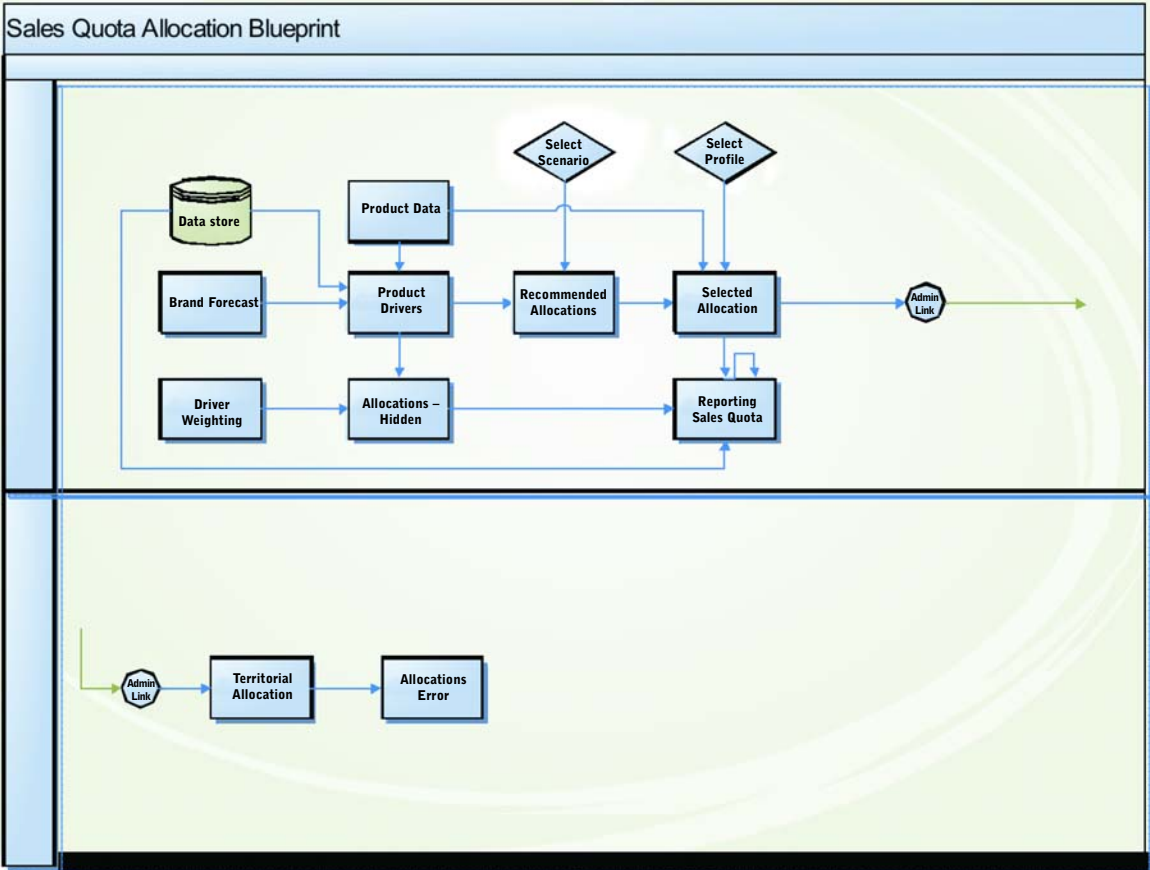 Sales Quota Allocation Blueprint
Select
Scenario
Select
Profile
Data store
Product Data
Brand Forecast
Product
Drivers
Recommended
Allocations
Selected
Allocation
Admin
Link
Driver
Weighting
Allocations –
Hidden
Reporting
Sales Quota
Admin
Link
Territorial
Allocation
Allocations
Error